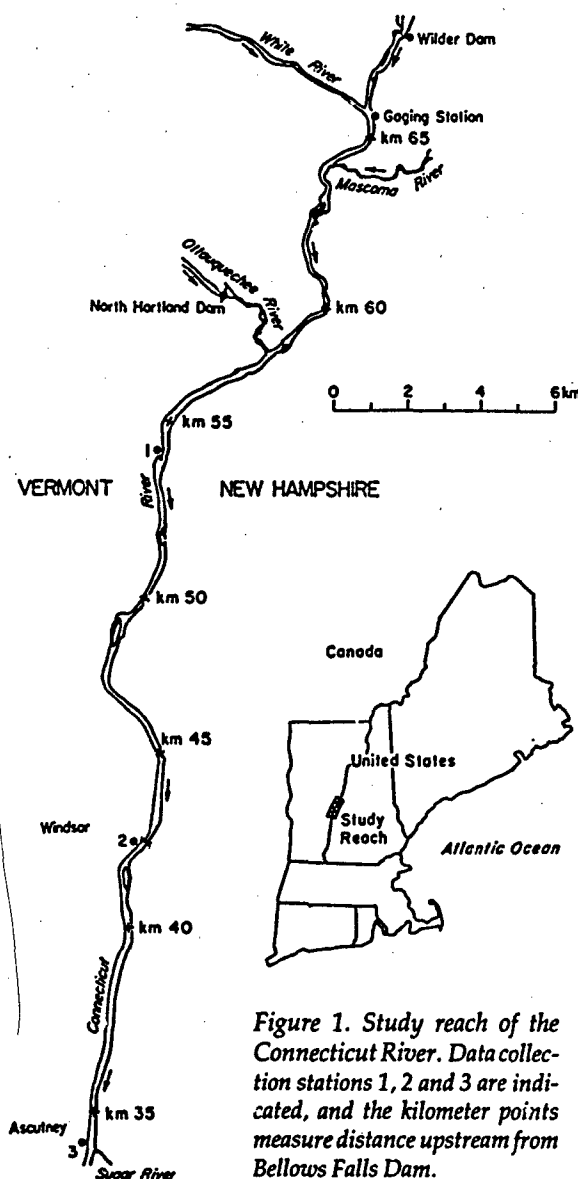 White River
Wilder Dam
Gaging Station
km 65
Mascoma River
Ottauquechee River
North Hartland Dam
km 60
0 2 4 6 km
km 55
1
VERMONT River NEW HAMPSHIRE
km 50
Canada
km 45
United States
Study
Reach
Windsor
2
Atlantic Ocean
km 40
Connecticut
km 35
Ascutney
3
Sugar River
Figure 1. Study reach of the
Connecticut River. Data collec-
tion stations 1, 2 and 3 are indi-
cated, and the kilometer points
measure distance upstream from
Bellows Falls Dam.